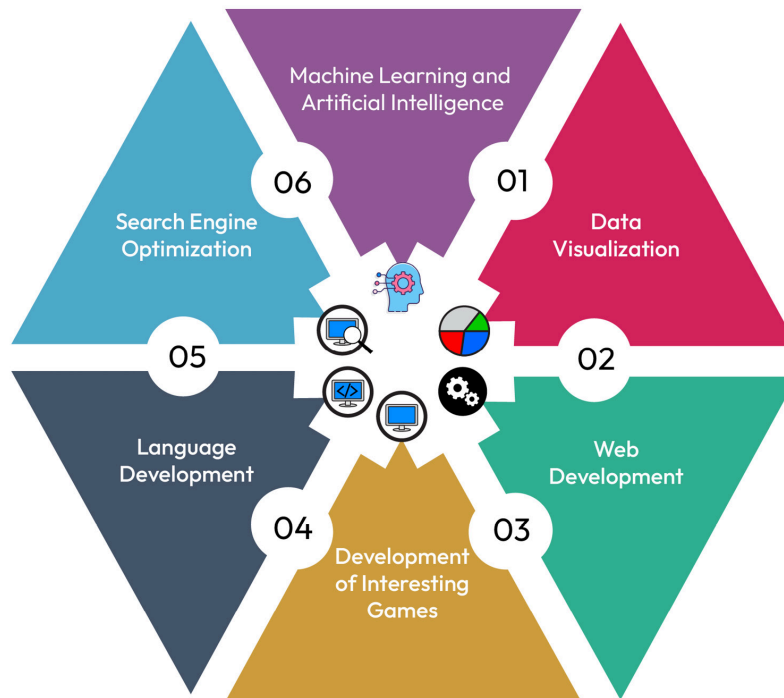 Machine Learning and
Artificial Intelligence
01
Data
Visualization
02
Web
Development
03
Development
of Interesting
Games
04
Language
Development
05
Search Engine
Optimization
06
</>